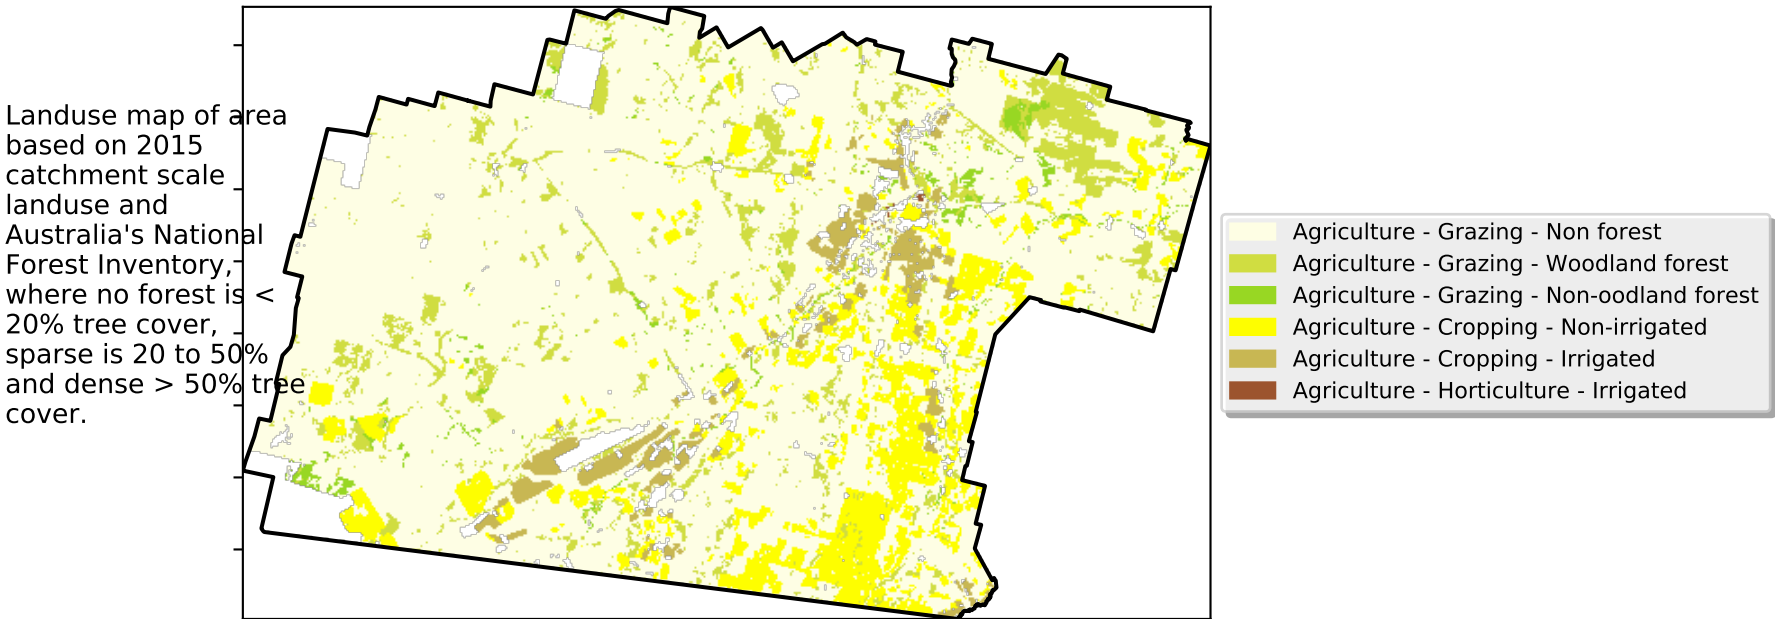 Landuse map of area
based on 2015
catchment scale
landuse and
Australia's National
Forest Inventory,
where no forest is <
20% tree cover,
sparse is 20 to 50%
and dense > 50% tree
cover.
Agriculture - Grazing - Non forest
Agriculture - Grazing - Woodland forest
Agriculture - Grazing - Non-oodland forest
Agriculture - Cropping - Non-irrigated
Agriculture - Cropping - Irrigated
Agriculture - Horticulture - Irrigated